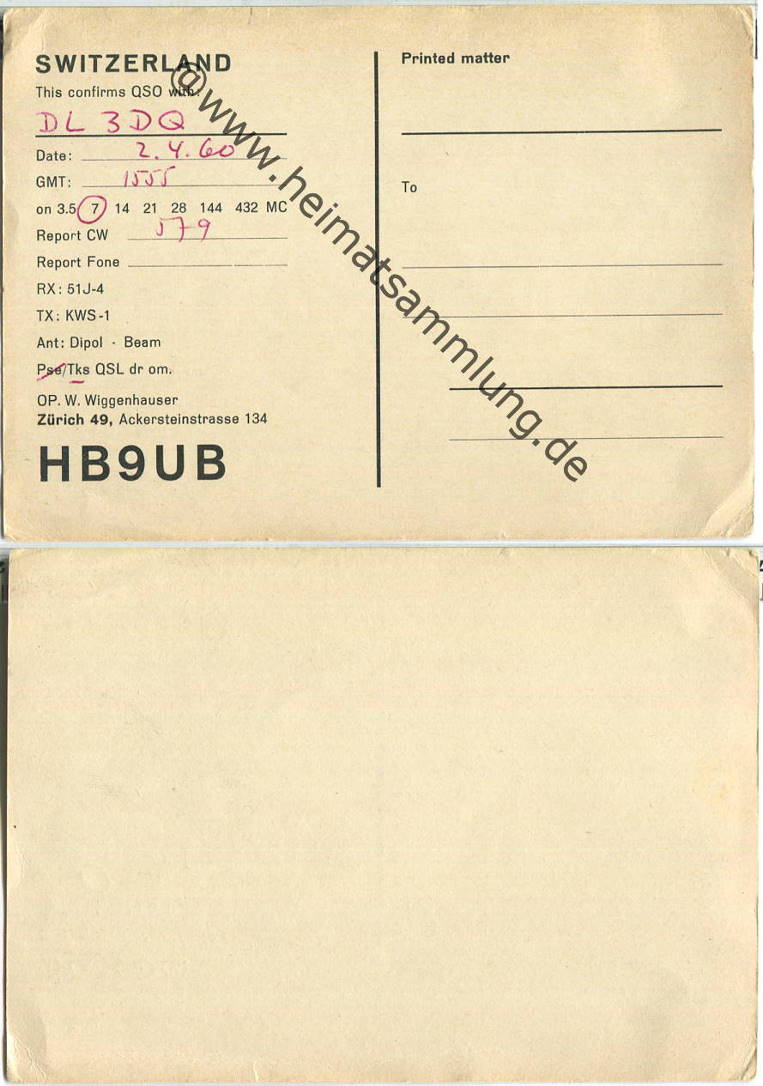 SWITZERLAND
This confirms QSO with:
DL 3DQ
Date: 2.4.60
GMT: 1555
on 3.5 7 14 21 28 144 432 MC
Report CW 579
Report Fone
RX: 51J-4
TX: KWS-1
Ant: Dipol · Beam
Pse/Tks QSL dr om.
OP. W. Wiggenhauser
Zürich 49, Ackersteinstrasse 134
HB9UB
Printed matter
To
@www.heimatsammlung.de